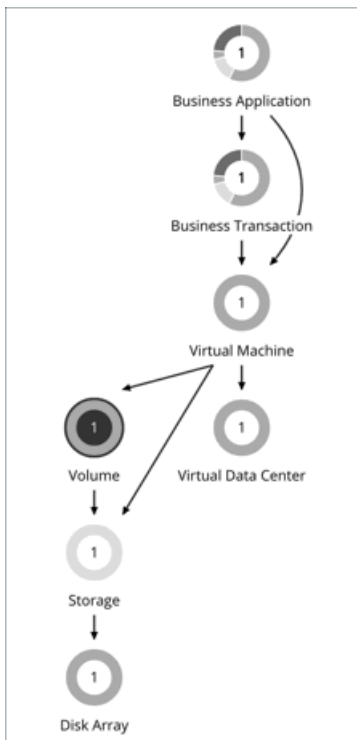 1
Business Application
1
Business Transaction
1
Virtual Machine
1
Volume
1
Virtual Data Center
1
Storage
1
Disk Array